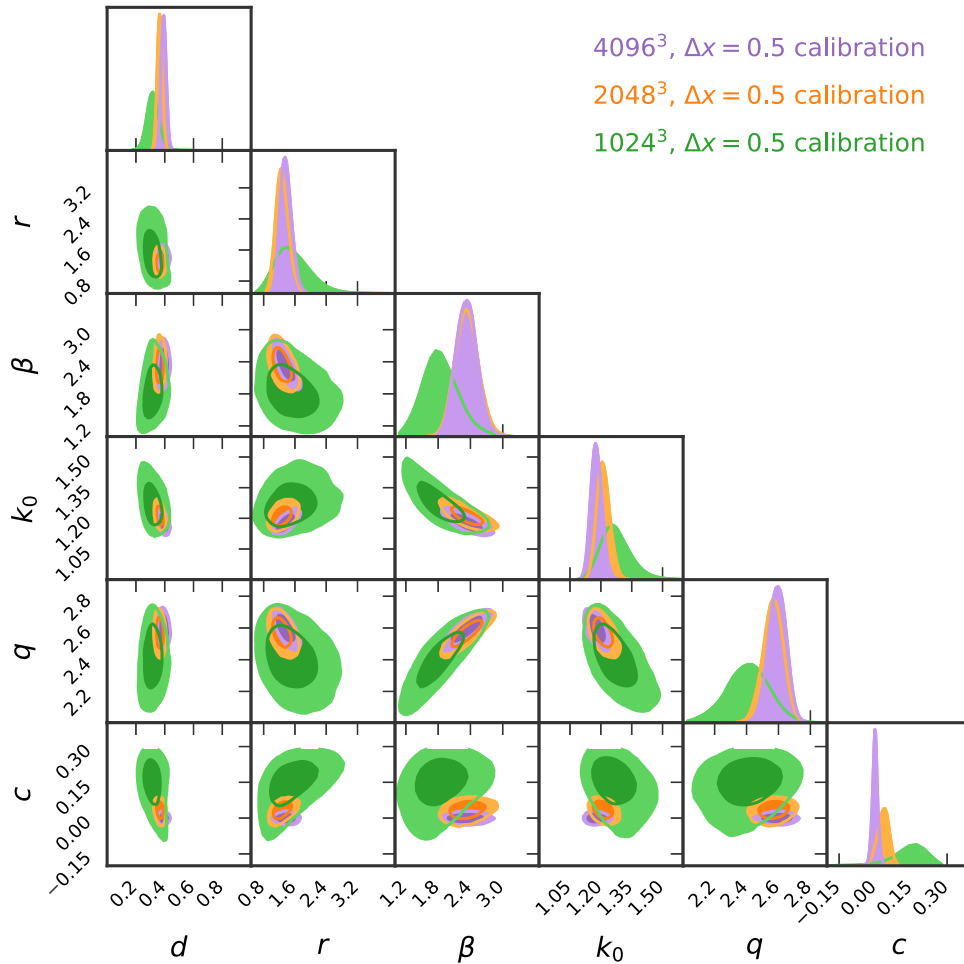 4096³, Δx = 0.5 calibration
2048³, Δx = 0.5 calibration
1024³, Δx = 0.5 calibration
r
3.2
2.4
1.6
0.8
β
3.0
2.4
1.8
1.2
k₀
1.50
1.35
1.20
1.05
q
2.8
2.6
2.4
2.2
c
0.30
0.15
0.00
−0.15
0.2 0.4 0.6 0.8 0.8 1.6 2.4 3.2 1.2 1.8 2.4 3.0 1.05 1.20 1.35 1.50 2.2 2.4 2.6 2.8 −0.15 0.00 0.15 0.30
d r β k₀ q c